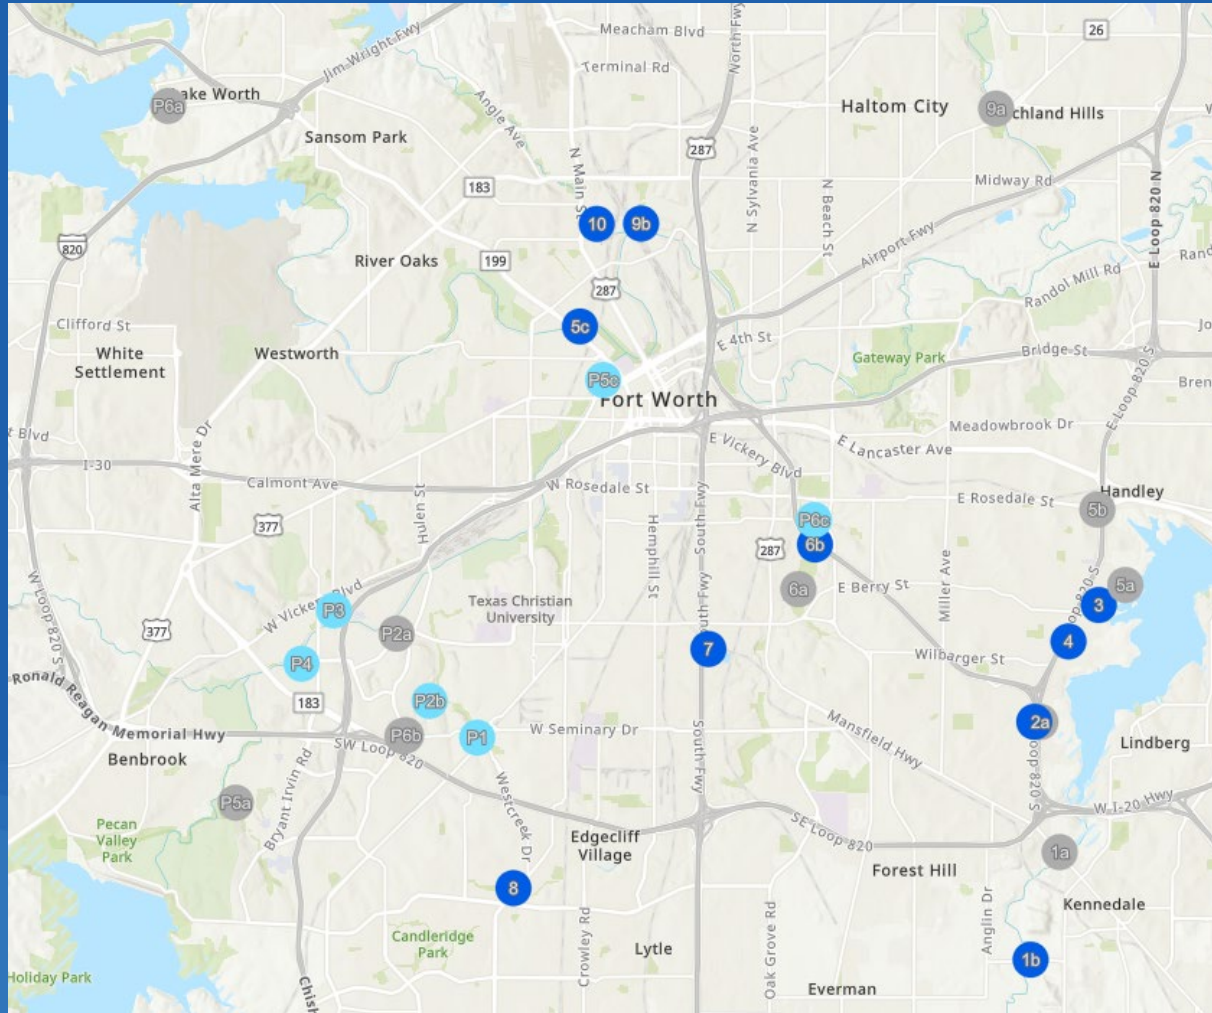 Meacham Blvd
26
Terminal Rd
North Fwy
Jim Wright Fwy
P6a
ake Worth
Angle Ave
Haltom City
9a
chland Hills
Sansom Park
287
N Main St
N Sylvania Ave
183
Midway Rd
N Beach St
E Loop 820 N
10
9b
820
Airport Fwy
River Oaks
199
Randol Mill Rd
287
Clifford St
5c
E 4th St
White
Settlement
Westworth
Gateway Park
Bridge St
P5c
Fort Worth
E Loop 820 S
Alta Mere Dr
Meadowbrook Dr
E Vickery Blvd
E Lancaster Ave
t Blvd
I-30
Calmont Ave
W Rosedale St
E Rosedale St
Handley
Hulen St
South Fwy
5b
377
Hemphill St
P6c
6b
287
Miller Ave
W Loop 820 S
W Vickery Blvd
6a
E Berry St
5a
P3
Texas Christian
University
3
377
P2a
outh Fwy
oop 820 S
4
7
Wilbarger St
P4
Ronald Reagan Memorial Hwy
183
P2b
Mansfield Hwy
2a
P6b
P1
W Seminary Dr
South Fwy
Lindberg
Benbrook
SW Loop 820
oop 820 S
P5a
Bryant Irvin Rd
Westcreek Dr
W I-20 Hwy
Pecan
Valley
Park
SE Loop 820
Edgecliff
Village
1a
Forest Hill
8
Anglin Dr
Kennedale
Crowley Rd
Oak Grove Rd
Candleridge
Park
Lytle
1b
Holiday Park
Chish
Everman